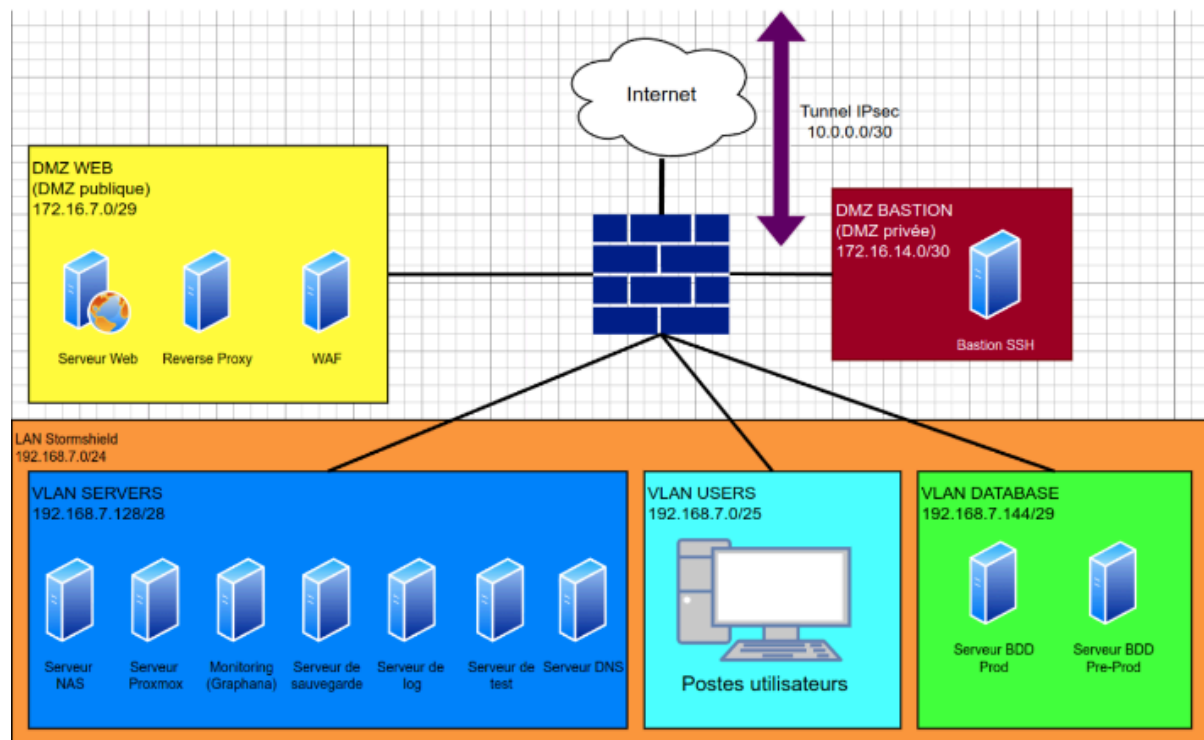 Internet
Tunnel IPsec
10.0.0.0/30
DMZ WEB
(DMZ publique)
172.16.7.0/29
Serveur Web
Reverse Proxy
WAF
DMZ BASTION
(DMZ privée)
172.16.14.0/30
Bastion SSH
LAN Stormshield
192.168.7.0/24
VLAN SERVERS
192.168.7.128/28
Serveur
NAS
Serveur
Proxmox
Monitoring
(Graphana)
Serveur de
sauvegarde
Serveur de
log
Serveur de
test
Serveur DNS
VLAN USERS
192.168.7.0/25
Postes utilisateurs
VLAN DATABASE
192.168.7.144/29
Serveur BDD
Prod
Serveur BDD
Pre-Prod